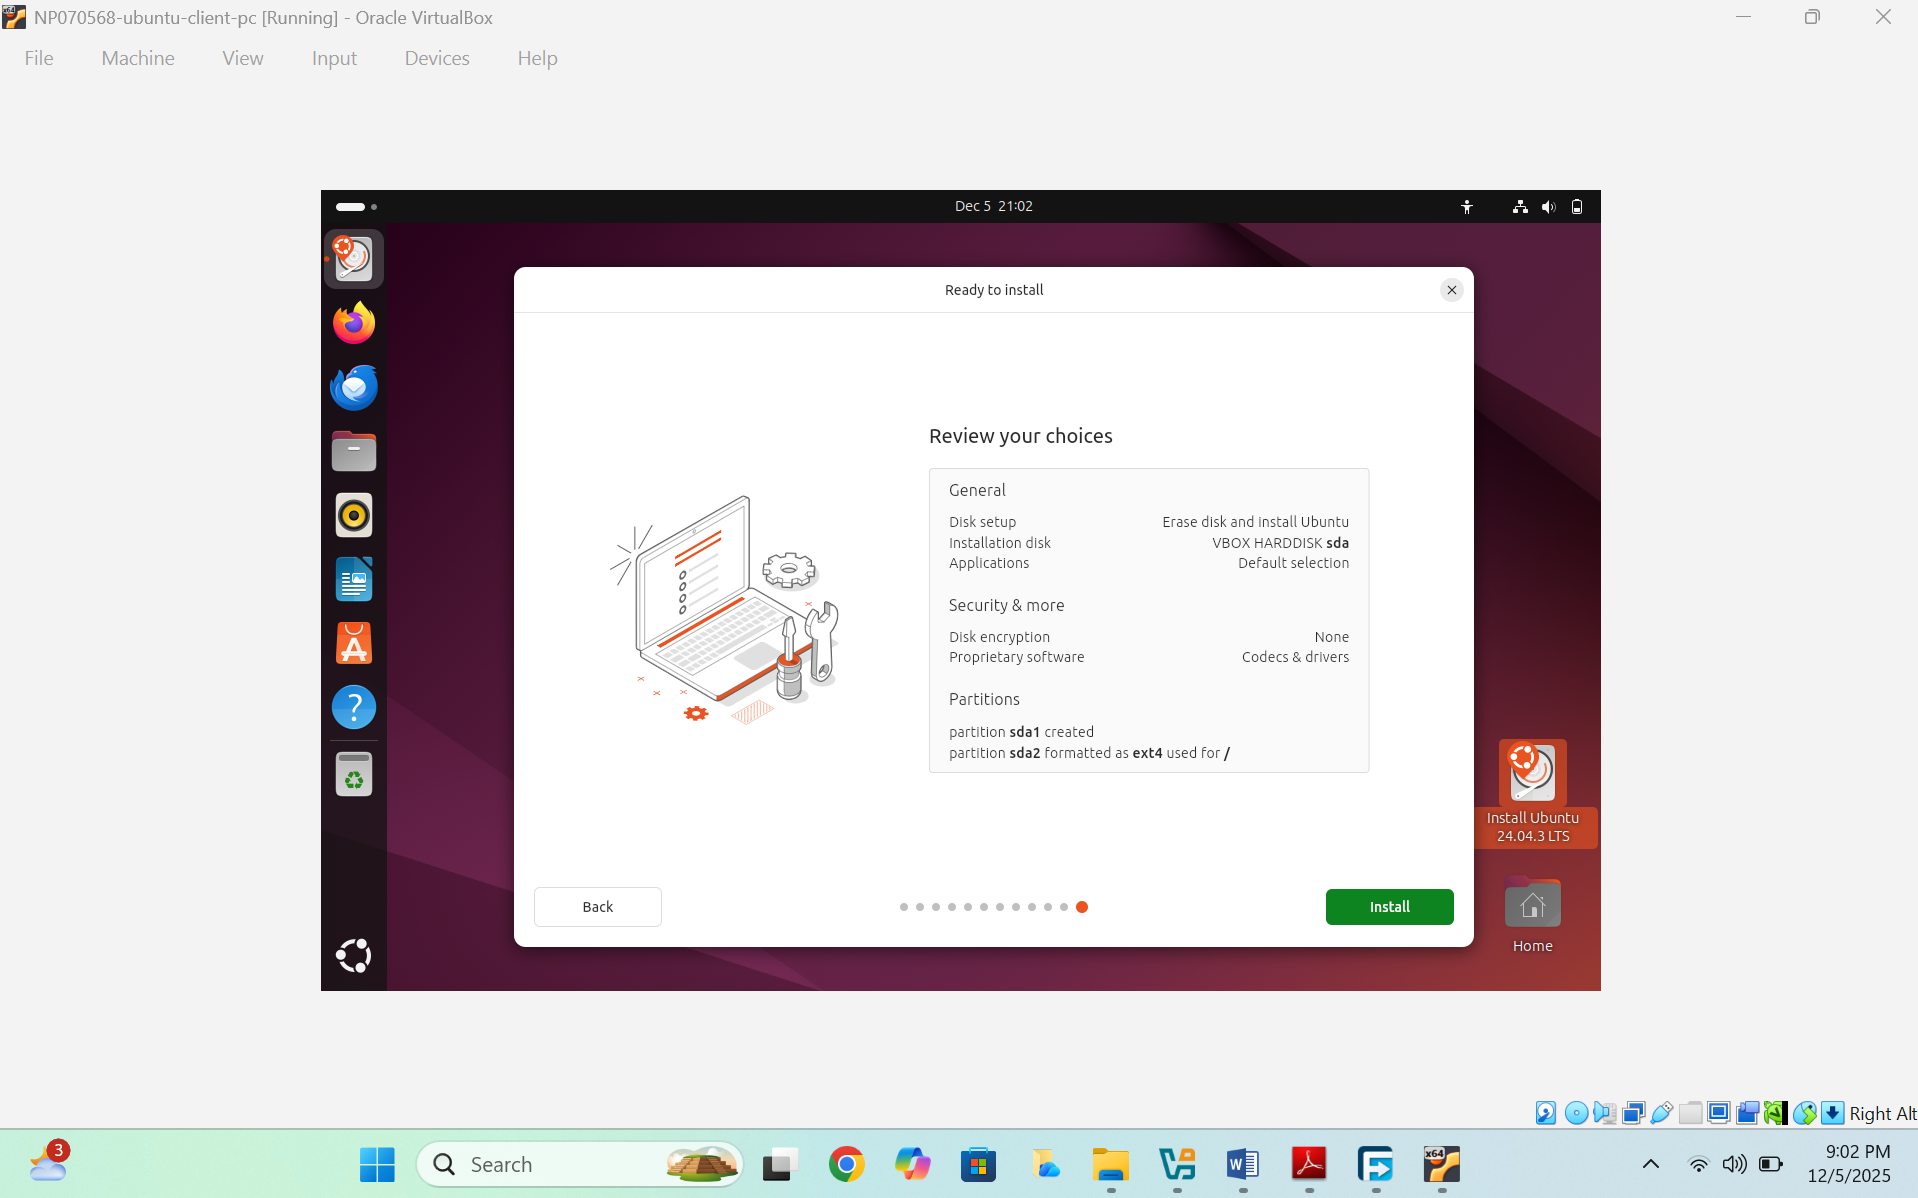 NP070568-ubuntu-client-pc [Running] - Oracle VirtualBox
File Machine View Input Devices Help
Dec 5 21:02
Ready to install
Review your choices
General
Disk setup Erase disk and install Ubuntu
Installation disk VBOX HARDDISK sda
Applications Default selection
Security & more
Disk encryption None
Proprietary software Codecs & drivers
Partitions
partition sda1 created
partition sda2 formatted as ext4 used for /
Install Ubuntu
24.04.3 LTS
Back
Install
Home
Right Alt
3
Search
x64
9:02 PM
12/5/2025